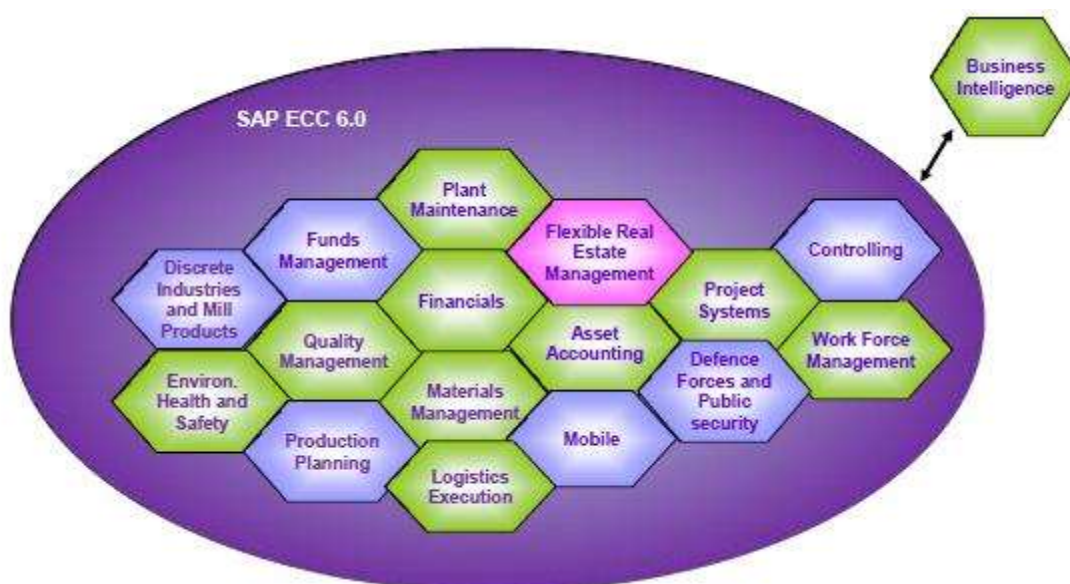 Business
Intelligence
SAP ECC 6.0
Plant
Maintenance
Flexible Real
Estate
Management
Funds
Management
Controlling
Discrete
Industries
and Mill
Products
Financials
Project
Systems
Quality
Management
Asset
Accounting
Work Force
Management
Environ.
Health and
Safety
Materials
Management
Defence
Forces and
Public
security
Production
Planning
Mobile
Logistics
Execution